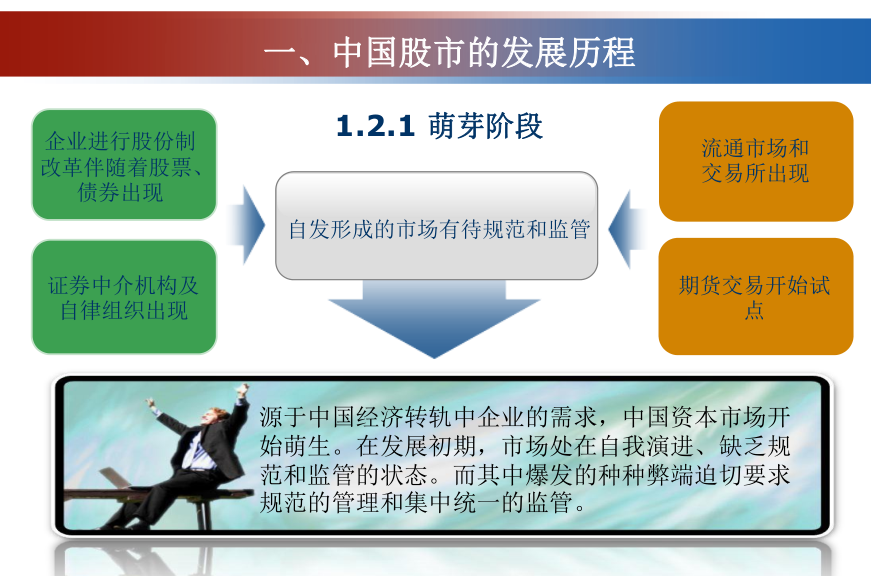 一、中国股市的发展历程
1.2.1 萌芽阶段
企业进行股份制
改革伴随着股票、
债券出现
证券中介机构及
自律组织出现
自发形成的市场有待规范和监管
流通市场和
交易所出现
期货交易开始试
点
源于中国经济转轨中企业的需求，中国资本市场开
始萌生。在发展初期，市场处在自我演进、缺乏规
范和监管的状态。而其中爆发的种种弊端迫切要求
规范的管理和集中统一的监管。